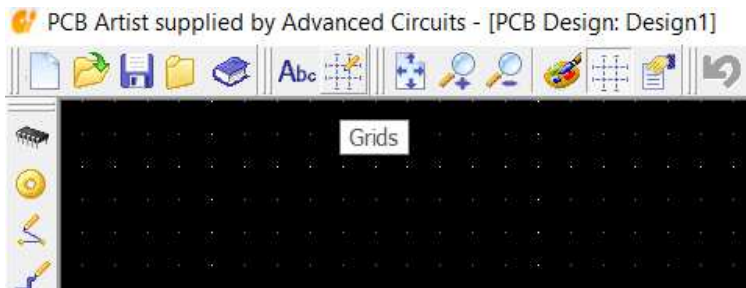 PCB Artist supplied by Advanced Circuits - [PCB Design: Design1]
Abc
Grids